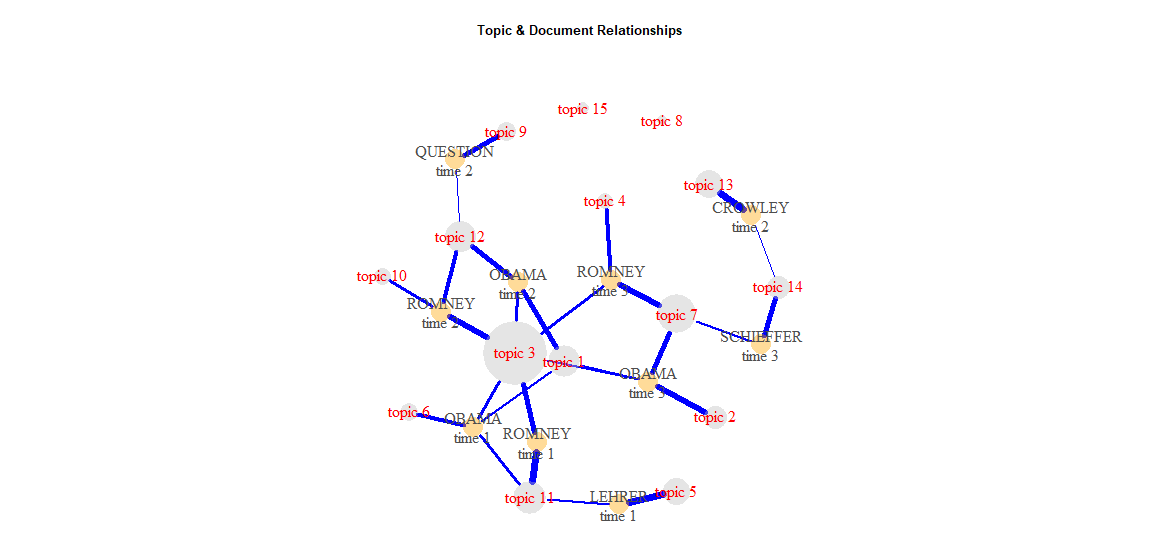 Topic & Document Relationships
topic 15
topic 8
topic 9
QUESTION
time 2
topic 13
topic 4
CROWLEY
time 2
topic 12
topic 10
OBAMA
time 2
ROMNEY
time 3
topic 14
ROMNEY
time 2
topic 7
SCHIEFFER
time 3
topic 3
topic 1
OBAMA
time 3
topic 6
OBAMA
time 1
topic 2
ROMNEY
time 1
topic 11
LEHRER
time 1
topic 5